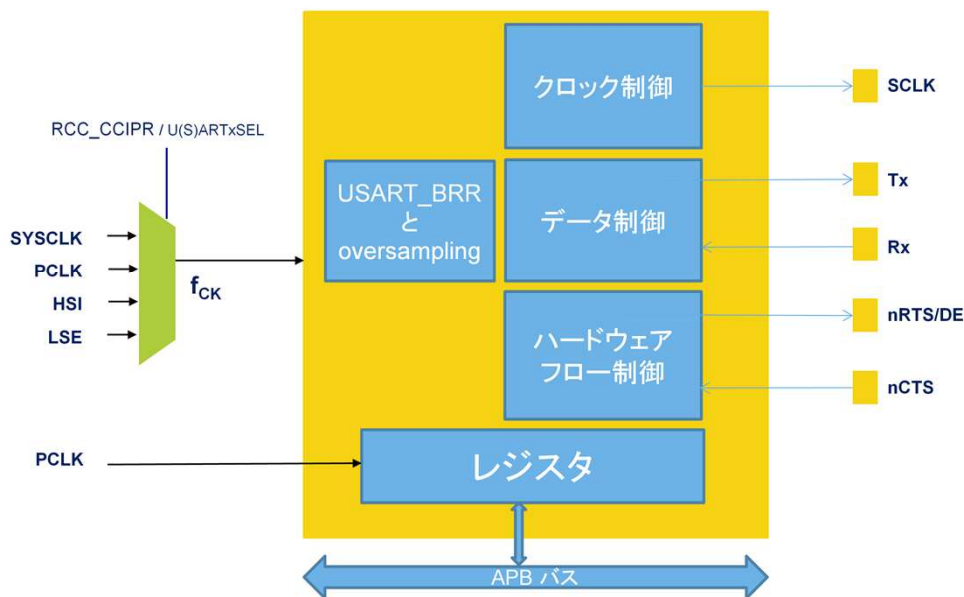 クロック制御
SCLK
RCC_CCIPR / U(S)ARTxSEL
USART_BRR
と
oversampling
データ制御
Tx
Rx
SYSCLK
PCLK
HSI
LSE
fCK
ハードウェア
フロー制御
nRTS/DE
nCTS
PCLK
レジスタ
APB バス